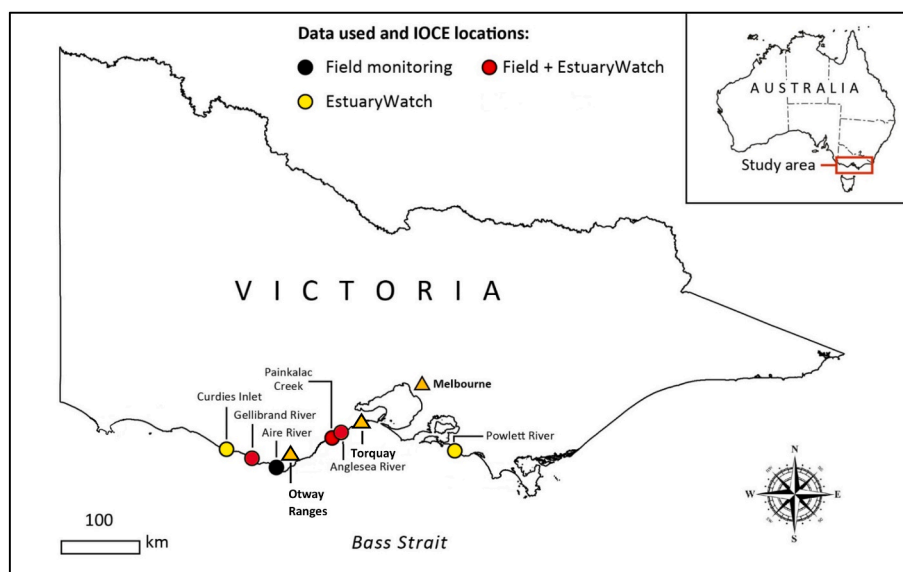 Data used and IOCE locations:
Field monitoring
Field + EstuaryWatch
EstuaryWatch
AUSTRALIA
Study area
VICTORIA
Painkalac
Creek
Melbourne
Curdies Inlet
Gellibrand River
Aire River
Torquay
Powlett River
Anglesea River
Otway
Ranges
100
km
Bass Strait
N
W
E
S